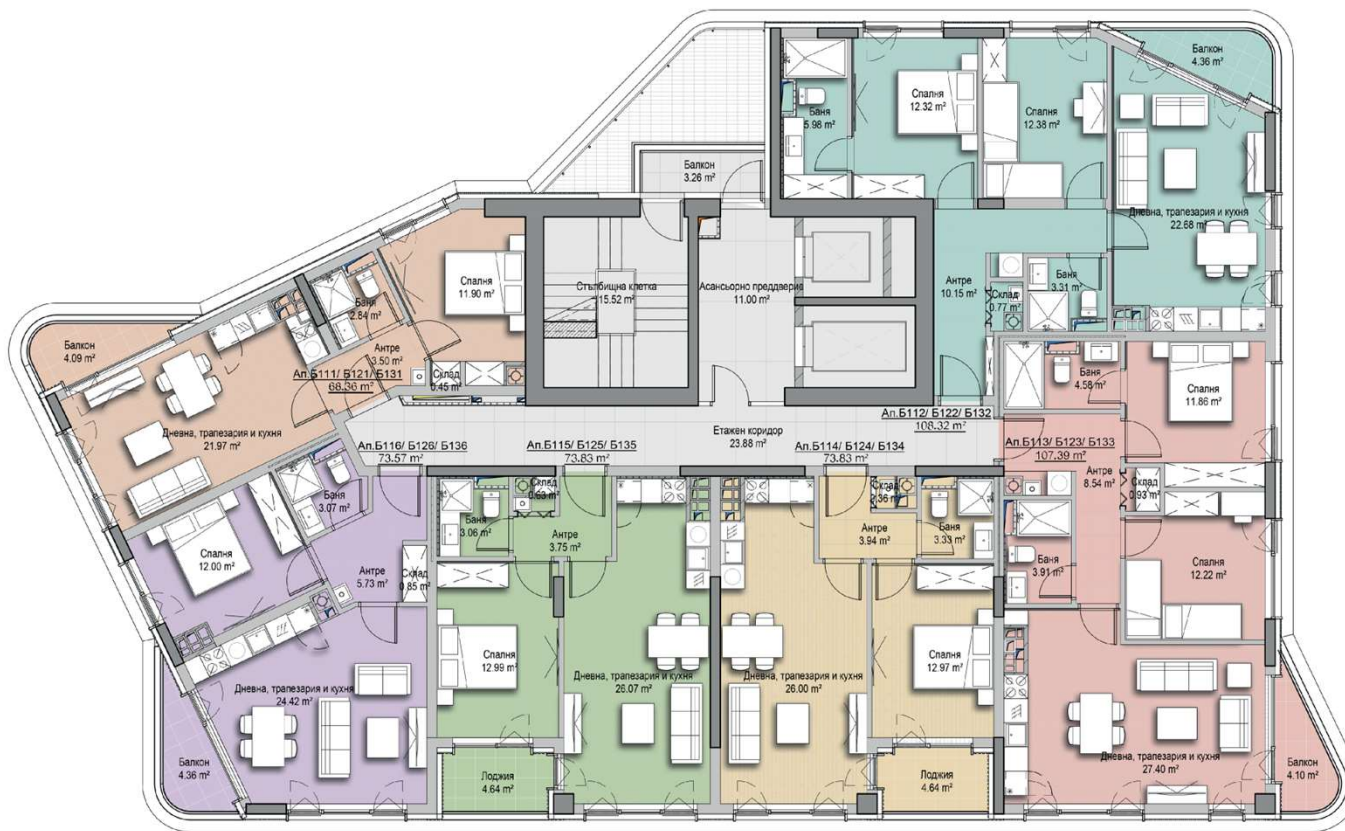 Балкон
4.36 m²
Спалня
12.32 m²
Спалня
12.38 m²
Баня
5.98 m²
Балкон
3.26 m²
Дневна, трапезария и кухня
22.68 m²
Спалня
11.90 m²
Стълбищна клетка
15.52 m²
Асансьорно преддверие
11.00 m²
Антре
10.15 m²
Баня
3.31 m²
Склад
0.77 m²
Баня
2.84 m²
Балкон
4.09 m²
Антре
3.50 m²
Склад
0.45 m²
Ап.Б111/ Б121/ Б131
68.36 m²
Баня
4.58 m²
Спалня
11.86 m²
Ап.Б112/ Б122/ Б132
108.32 m²
Дневна, трапезария и кухня
21.97 m²
Етажен коридор
23.88 m²
Ап.Б116/ Б126/ Б136
73.57 m²
Ап.Б115/ Б125/ Б135
73.83 m²
Ап.Б114/ Б124/ Б134
73.83 m²
Ап.Б113/ Б123/ Б133
107.39 m²
Антре
8.54 m²
Склад
0.93 m²
Баня
3.07 m²
Склад
0.63 m²
Баня
3.06 m²
Антре
3.75 m²
Склад
2.36 m²
Антре
3.94 m²
Баня
3.33 m²
Спалня
12.00 m²
Антре
5.73 m²
Склад
0.85 m²
Баня
3.91 m²
Спалня
12.22 m²
Спалня
12.99 m²
Дневна, трапезария и кухня
26.07 m²
Дневна, трапезария и кухня
26.00 m²
Спалня
12.97 m²
Дневна, трапезария и кухня
24.42 m²
Балкон
4.36 m²
Лоджия
4.64 m²
Лоджия
4.64 m²
Дневна, трапезария и кухня
27.40 m²
Балкон
4.10 m²